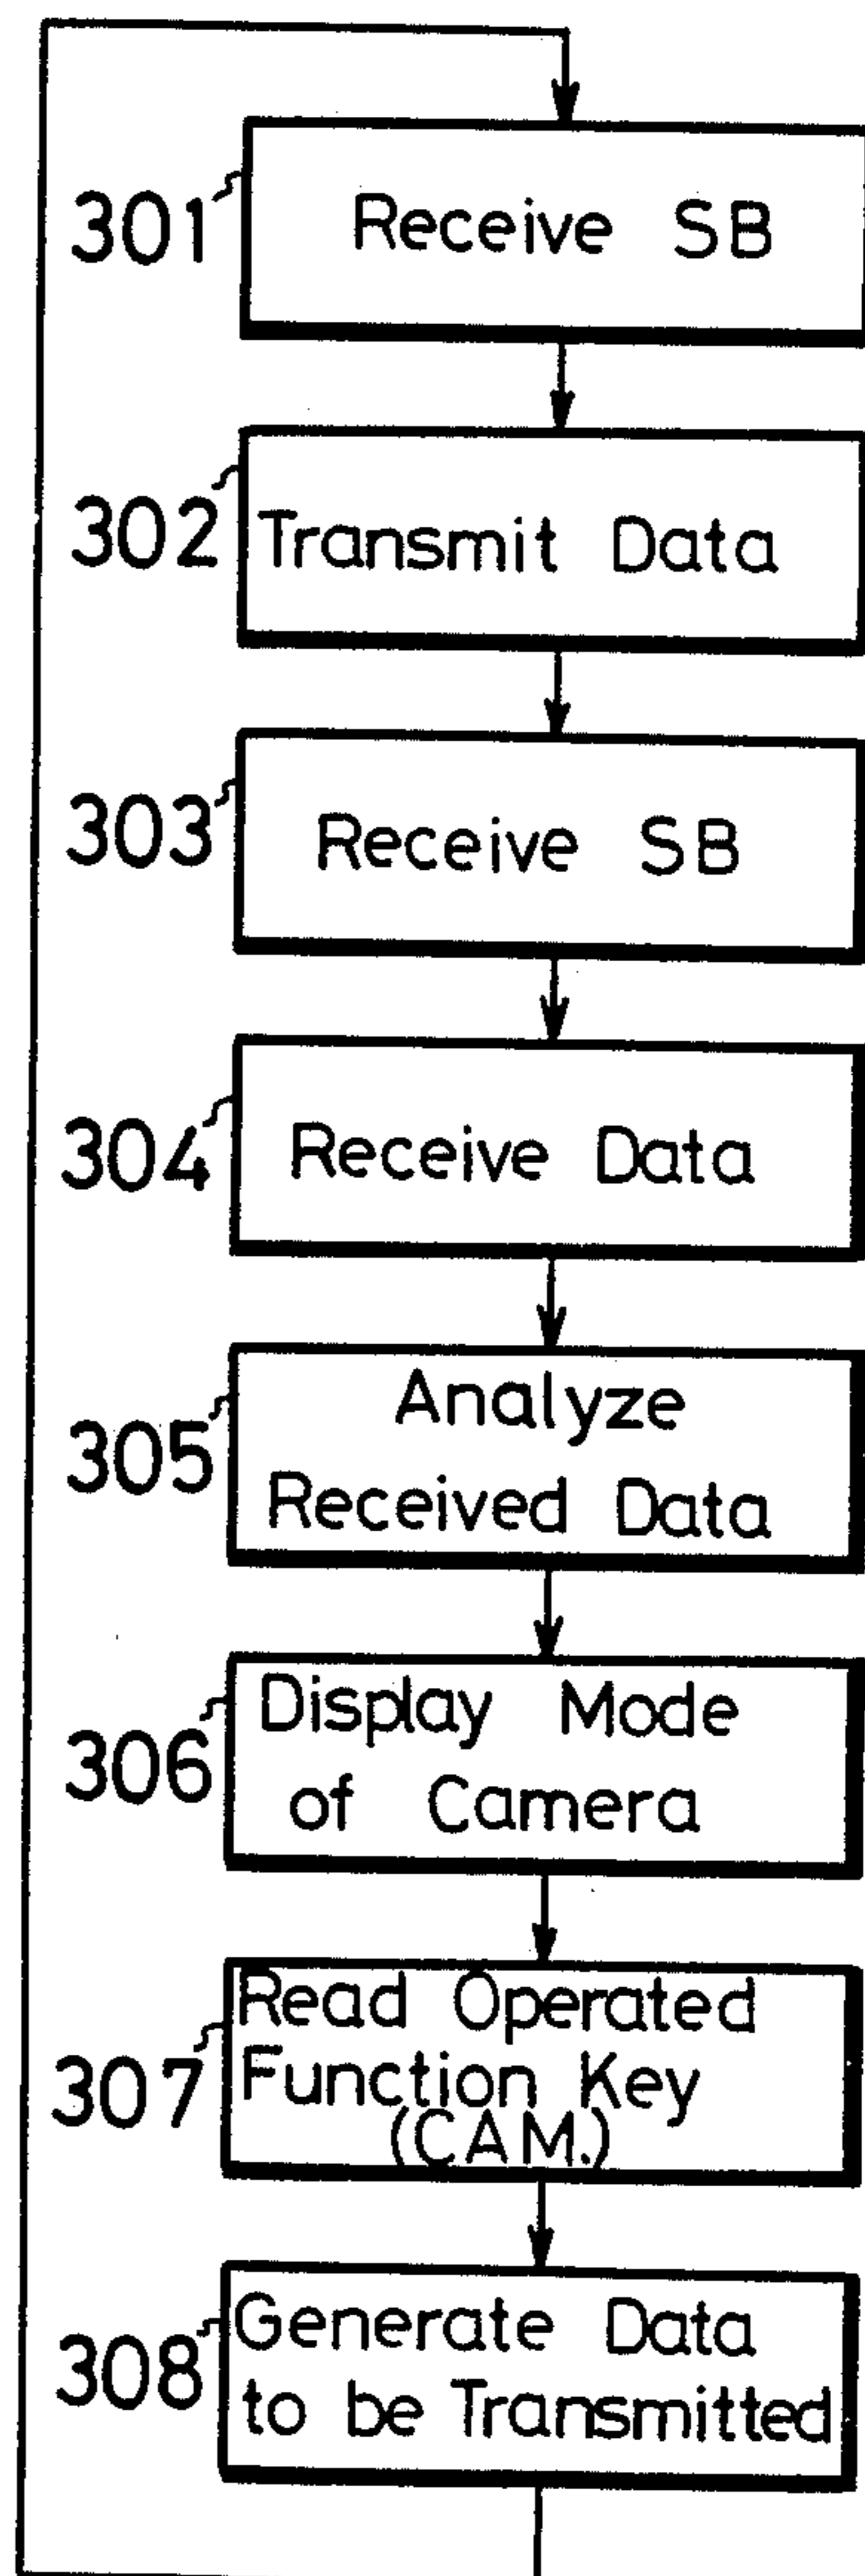 301
Receive SB
302
Transmit Data
303
Receive SB
304
Receive Data
305
Analyze
Received Data
306
Display Mode
of Camera
307
Read Operated
Function Key
(CAM.)
308
Generate Data
to be Transmitted